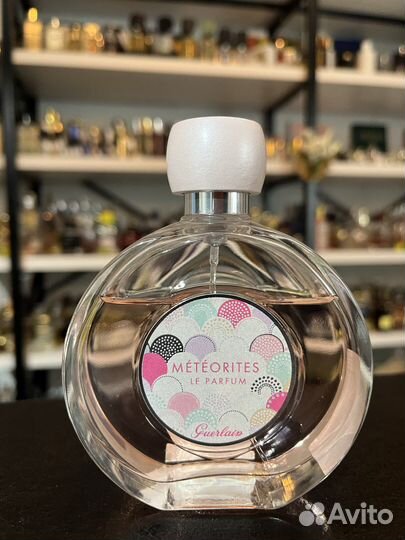 MÉTÉORITES
LE PARFUM
Guerlain
Avito